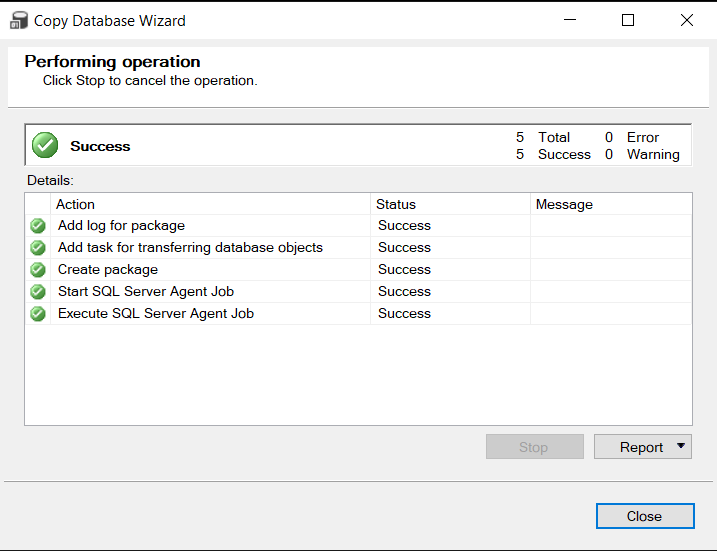 Copy Database Wizard
Performing operation
Click Stop to cancel the operation.
Success
5 Total 0 Error
5 Success 0 Warning
Details:
Action Status Message
Add log for package Success
Add task for transferring database objects Success
Create package Success
Start SQL Server Agent Job Success
Execute SQL Server Agent Job Success
Stop Report
Close